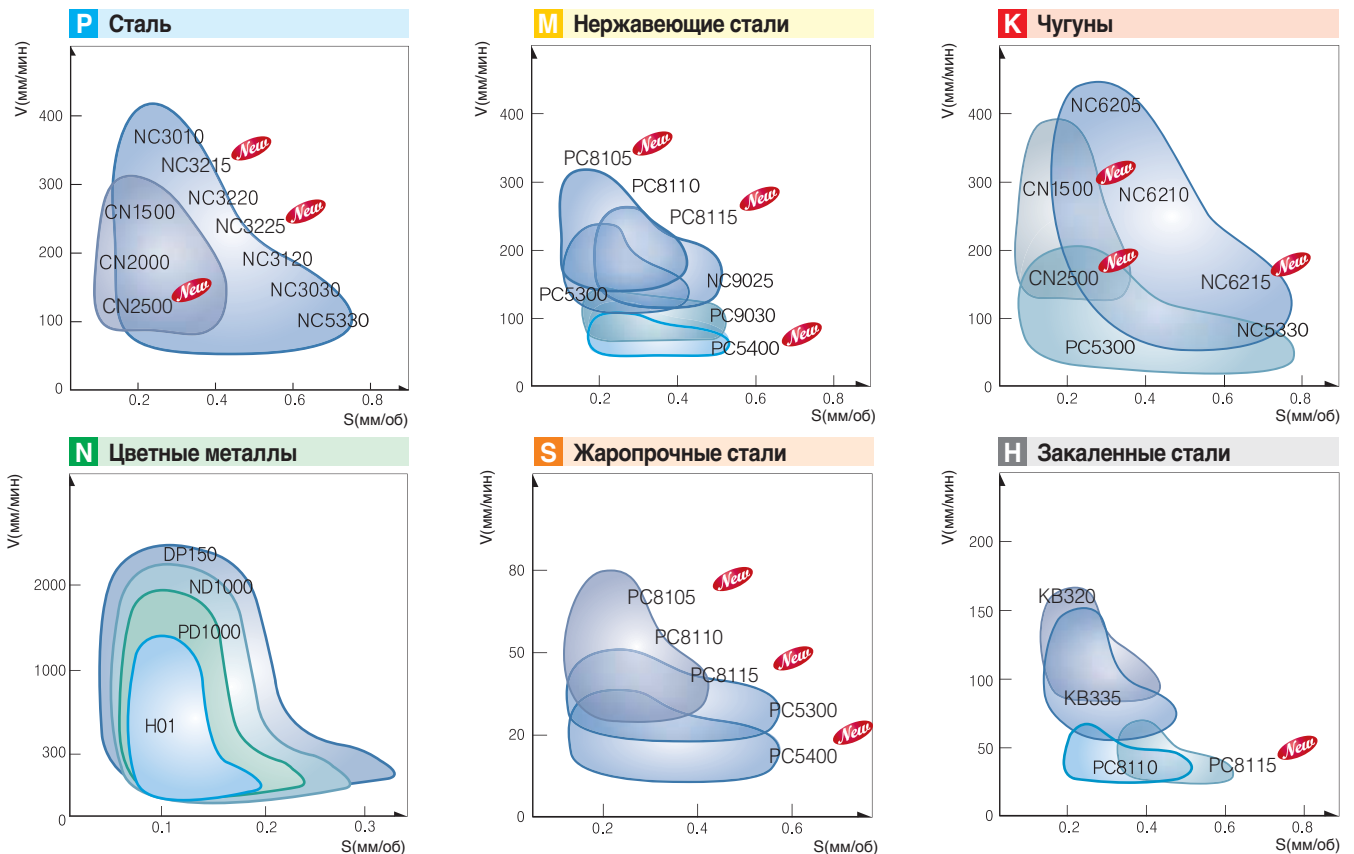 P Сталь
V(мм/мин)
400
300
200
100
0
0.2
0.4
0.6
0.8
S(мм/об)
NC3010
New
NC3215
NC3220
New
CN1500
NC3225
CN2000
NC3120
New
NC3030
CN2500
NC5330
M Нержавеющие стали
V(мм/мин)
400
300
200
100
0
0.2
0.4
0.6
0.8
S(мм/об)
New
PC8105
PC8110
New
PC8115
NC9025
PC5300
PC9030
New
PC5400
K Чугуны
V(мм/мин)
400
300
200
100
0
0.2
0.4
0.6
0.8
S(мм/об)
NC6205
New
CN1500
NC6210
New
CN2500
New
NC6215
NC5330
PC5300
N Цветные металлы
V(мм/мин)
2000
1000
300
0
0.1
0.2
0.3
S(мм/об)
DP150
ND1000
PD1000
H01
S Жаропрочные стали
V(мм/мин)
80
50
20
0
0.2
0.4
0.6
S(мм/об)
New
PC8105
PC8110
New
PC8115
PC5300
New
PC5400
H Закаленные стали
V(мм/мин)
200
150
100
50
0
0.2
0.4
0.6
0.8
S(мм/об)
KB320
KB335
New
PC8110
PC8115